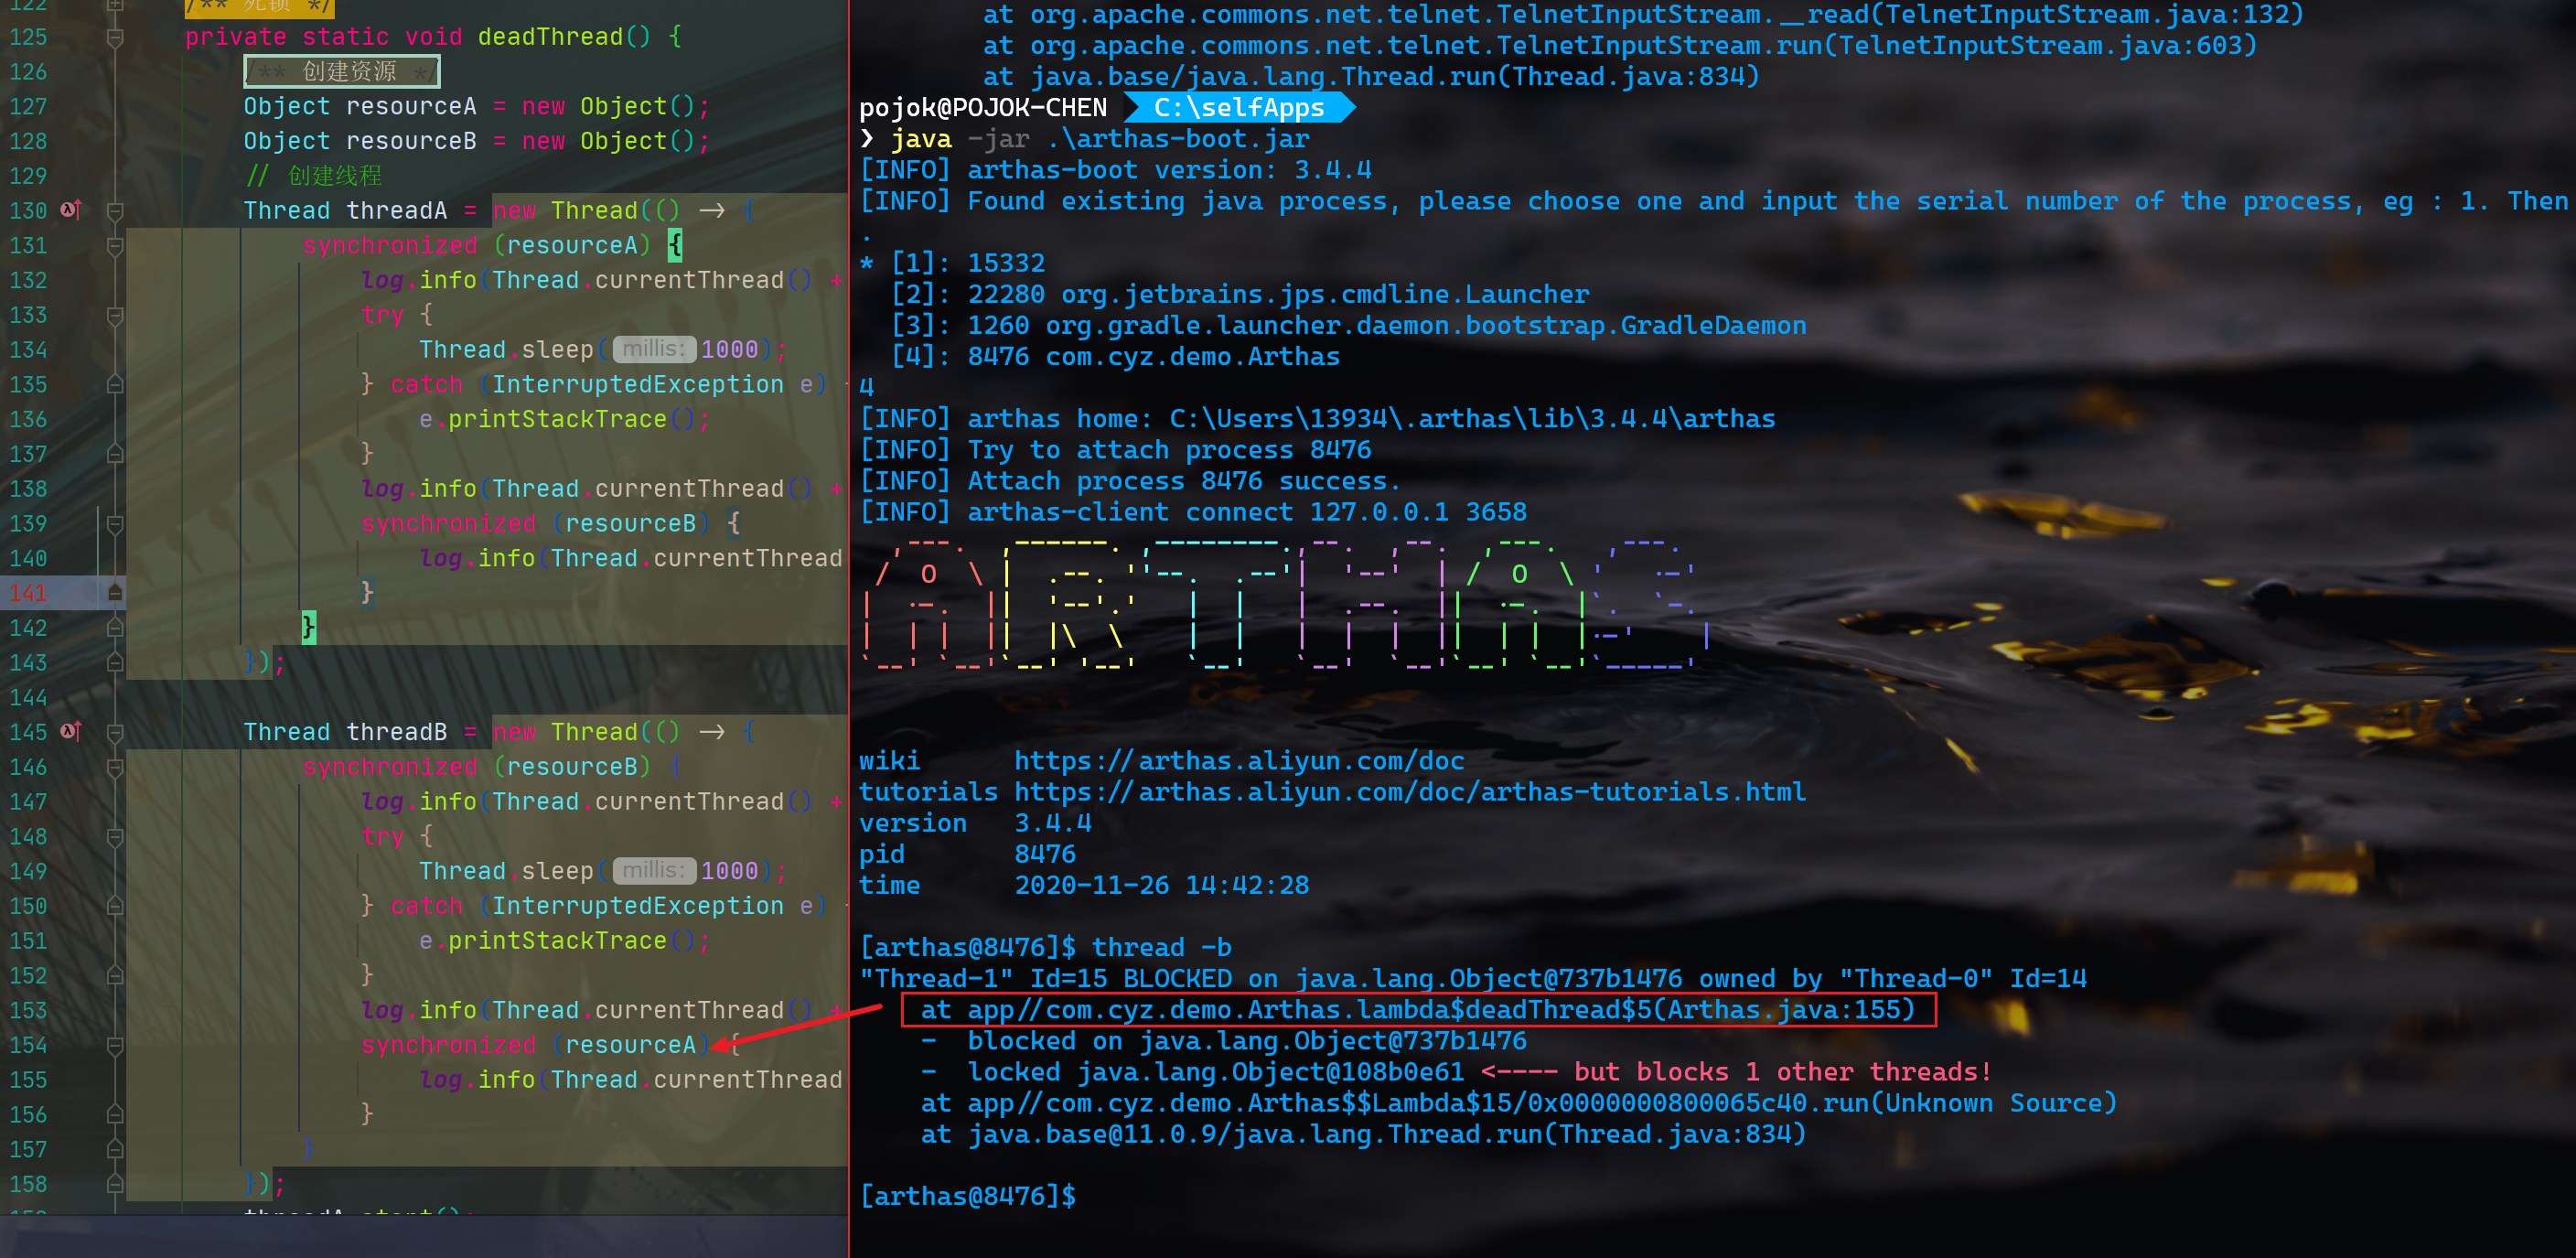 122 /** 死锁 */
125 private static void deadThread() {
126 /** 创建资源 */
127 Object resourceA = new Object();
128 Object resourceB = new Object();
129 // 创建线程
130 Thread threadA = new Thread(() -> {
131 synchronized (resourceA) {
132 log.info(Thread.currentThread() +
133 try {
134 Thread.sleep( millis: 1000);
135 } catch (InterruptedException e) {
136 e.printStackTrace();
137 }
138 log.info(Thread.currentThread() +
139 synchronized (resourceB) {
140 log.info(Thread.currentThread
141 }
142 }
143 });
144
145 Thread threadB = new Thread(() -> {
146 synchronized (resourceB) {
147 log.info(Thread.currentThread() +
148 try {
149 Thread.sleep( millis: 1000);
150 } catch (InterruptedException e) {
151 e.printStackTrace();
152 }
153 log.info(Thread.currentThread() +
154 synchronized (resourceA) {
155 log.info(Thread.currentThread
156 }
157 }
158 });
threadA.start();
at org.apache.commons.net.telnet.TelnetInputStream.__read(TelnetInputStream.java:132)
at org.apache.commons.net.telnet.TelnetInputStream.run(TelnetInputStream.java:603)
at java.base/java.lang.Thread.run(Thread.java:834)
pojok@POJOK-CHEN C:\selfApps
❯ java -jar .\arthas-boot.jar
[INFO] arthas-boot version: 3.4.4
[INFO] Found existing java process, please choose one and input the serial number of the process, eg : 1. Then
.
* [1]: 15332
[2]: 22280 org.jetbrains.jps.cmdline.Launcher
[3]: 1260 org.gradle.launcher.daemon.bootstrap.GradleDaemon
[4]: 8476 com.cyz.demo.Arthas
4
[INFO] arthas home: C:\Users\13934\.arthas\lib\3.4.4\arthas
[INFO] Try to attach process 8476
[INFO] Attach process 8476 success.
[INFO] arthas-client connect 127.0.0.1 3658
ARTHAS
wiki https://arthas.aliyun.com/doc
tutorials https://arthas.aliyun.com/doc/arthas-tutorials.html
version 3.4.4
pid 8476
time 2020-11-26 14:42:28
[arthas@8476]$ thread -b
"Thread-1" Id=15 BLOCKED on java.lang.Object@737b1476 owned by "Thread-0" Id=14
at app//com.cyz.demo.Arthas.lambda$deadThread$5(Arthas.java:155)
- blocked on java.lang.Object@737b1476
- locked java.lang.Object@108b0e61 <---- but blocks 1 other threads!
at app//com.cyz.demo.Arthas$$Lambda$15/0x0000000800065c40.run(Unknown Source)
at java.base@11.0.9/java.lang.Thread.run(Thread.java:834)
[arthas@8476]$